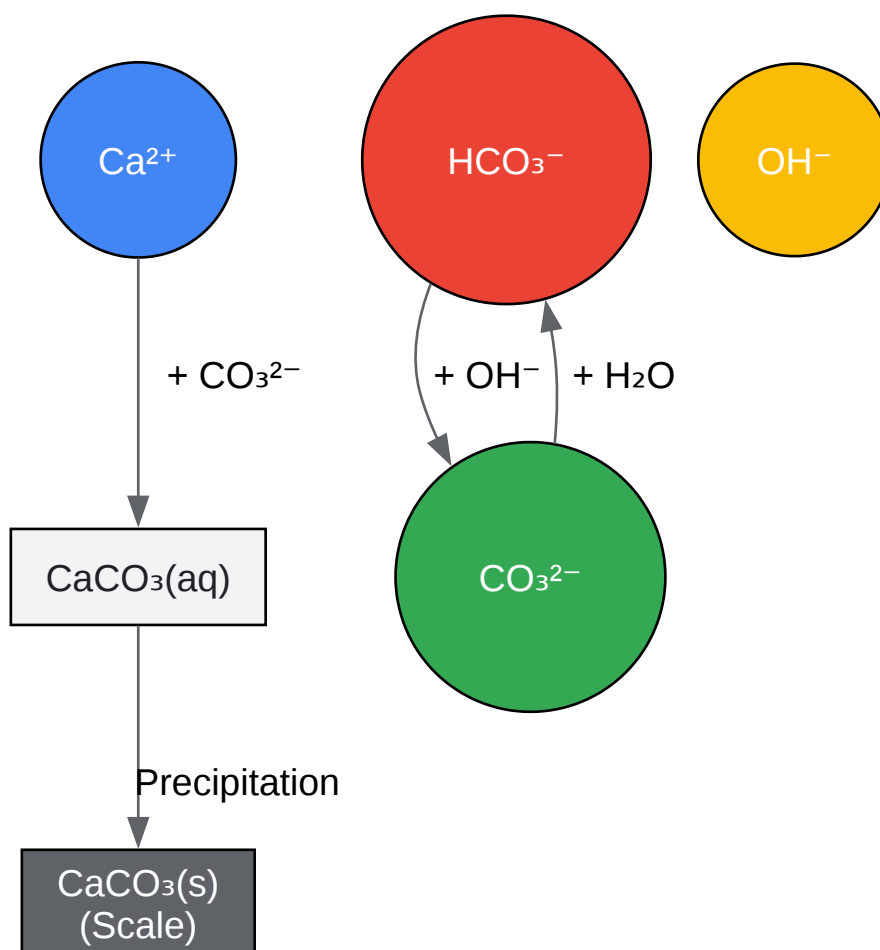 Ca²⁺
HCO₃⁻
OH⁻
+ CO₃²⁻
+ OH⁻
+ H₂O
CaCO₃(aq)
CO₃²⁻
Precipitation
CaCO₃(s)
(Scale)